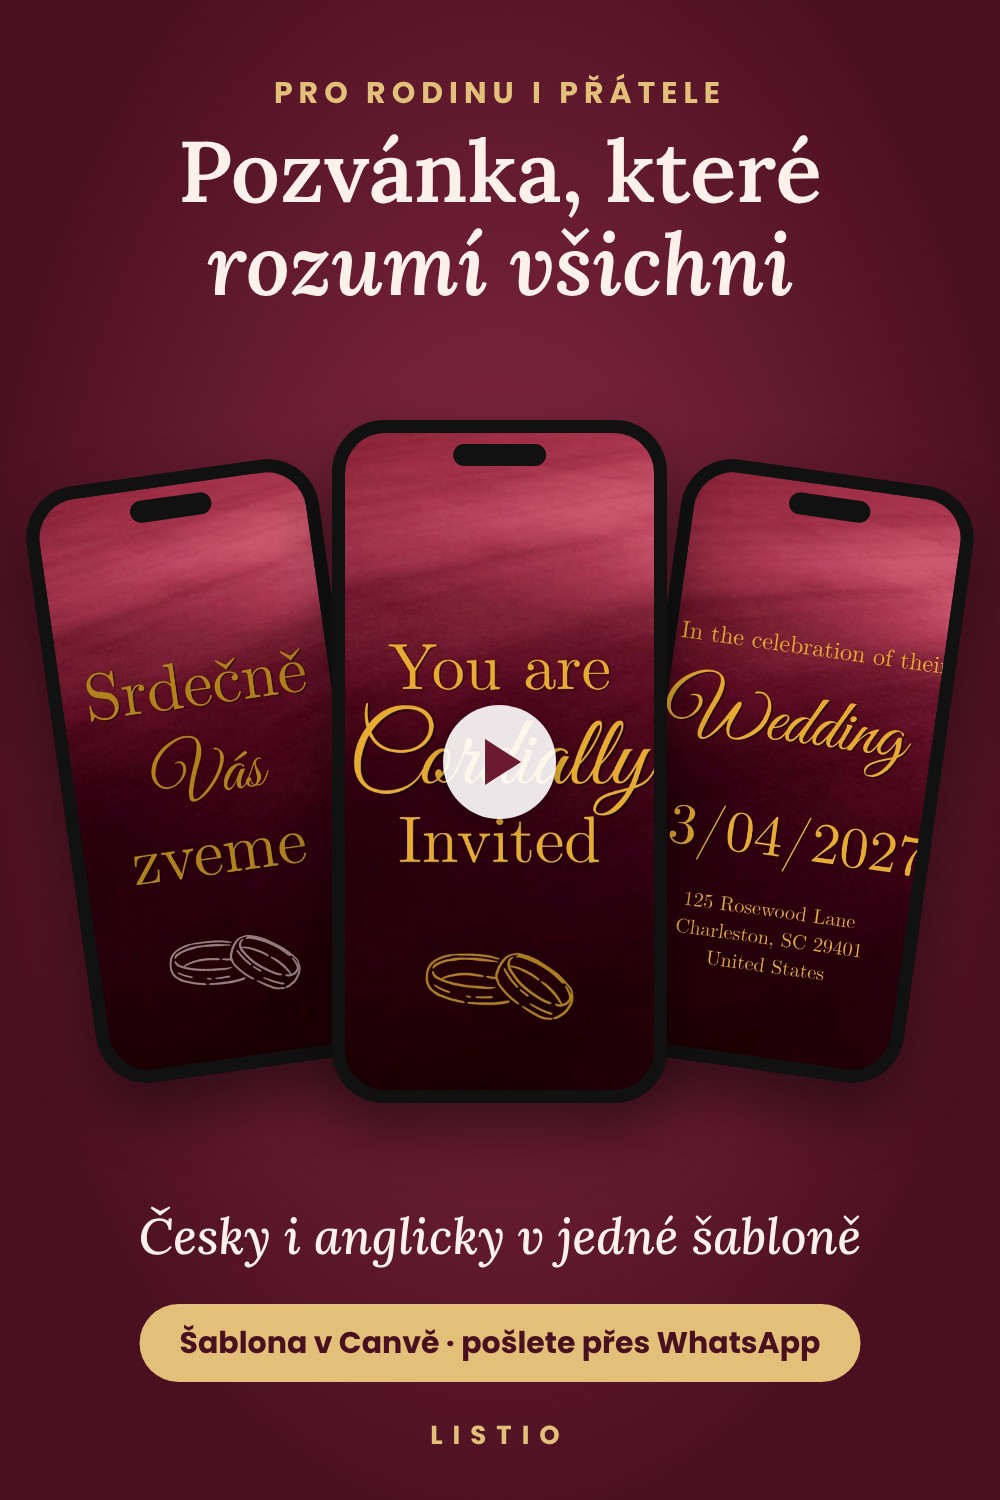 PRO RODINU I PŘÁTELE
Pozvánka, které
rozumí všichni
Srdečně
Vás
zveme
You are
Cordially
Invited
In the celebration of their
Wedding
3/04/2027
125 Rosewood Lane
Charleston, SC 29401
United States
Česky i anglicky v jedné šabloně
Šablona v Canvě · pošlete přes WhatsApp
LISTIO